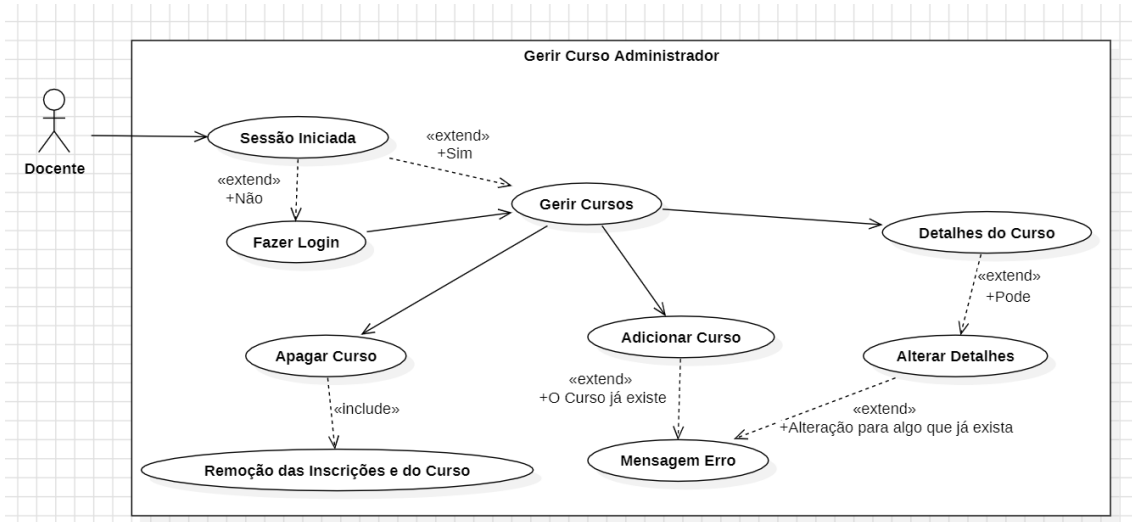 Gerir Curso Administrador
Docente
Sessão Iniciada
«extend»
+Sim
«extend»
+Não
Gerir Cursos
Fazer Login
Detalhes do Curso
«extend»
+Pode
Apagar Curso
Adicionar Curso
Alterar Detalhes
«include»
«extend»
+O Curso já existe
«extend»
+Alteração para algo que já exista
Remoção das Inscrições e do Curso
Mensagem Erro